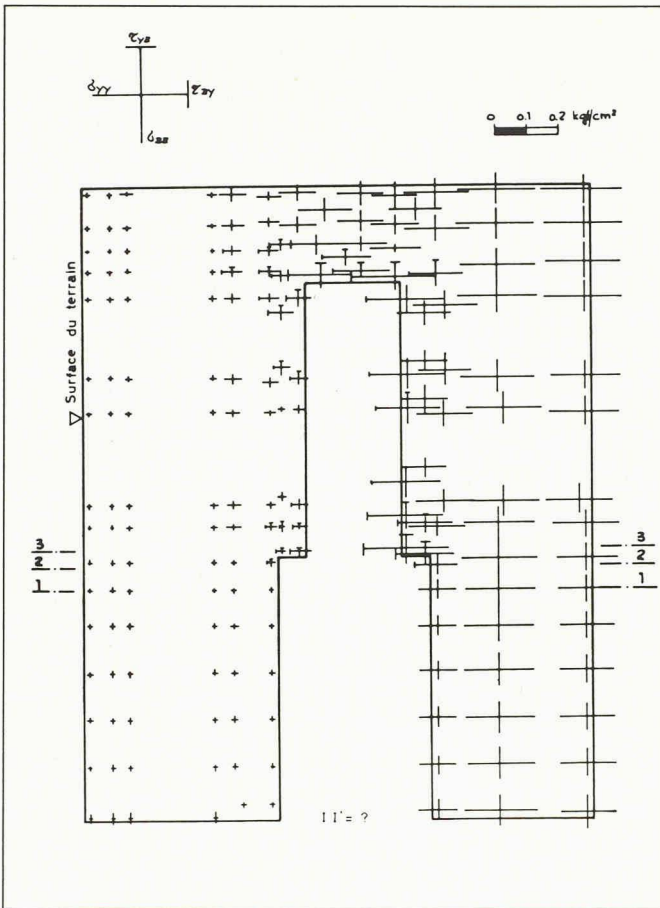 τyz
σyy
τzy
σzz
0 0.1 0.2 kgf/cm²
Surface du terrain
3
2
1
3
2
1
II'= ?